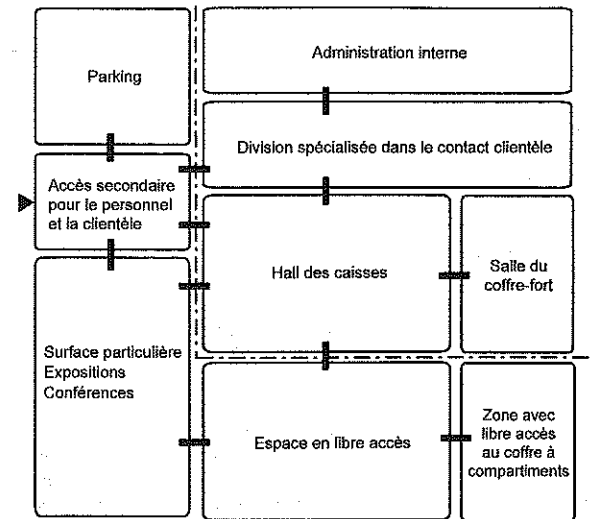 Parking
Administration interne
Division spécialisée dans le contact clientèle
Accès secondaire
pour le personnel
et la clientèle
Hall des caisses
Salle du
coffre-fort
Surface particulière
Expositions
Conférences
Espace en libre accès
Zone avec
libre accès
au coffre à
compartiments